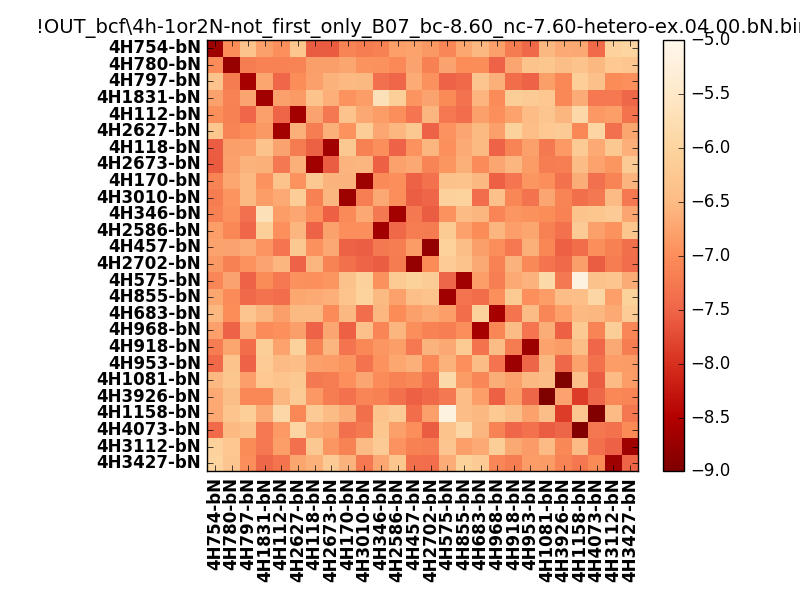 !OUT_bcf\4h-1or2N-not_first_only_B07_bc-8.60_nc-7.60-hetero-ex.04.00.bN.bin
4H754-bN
4H780-bN
4H797-bN
4H1831-bN
4H112-bN
4H2627-bN
4H118-bN
4H2673-bN
4H170-bN
4H3010-bN
4H346-bN
4H2586-bN
4H457-bN
4H2702-bN
4H575-bN
4H855-bN
4H683-bN
4H968-bN
4H918-bN
4H953-bN
4H1081-bN
4H3926-bN
4H1158-bN
4H4073-bN
4H3112-bN
4H3427-bN
−5.0
−5.5
−6.0
−6.5
−7.0
−7.5
−8.0
−8.5
−9.0
4H754-bN
4H780-bN
4H797-bN
4H1831-bN
4H112-bN
4H2627-bN
4H118-bN
4H2673-bN
4H170-bN
4H3010-bN
4H346-bN
4H2586-bN
4H457-bN
4H2702-bN
4H575-bN
4H855-bN
4H683-bN
4H968-bN
4H918-bN
4H953-bN
4H1081-bN
4H3926-bN
4H1158-bN
4H4073-bN
4H3112-bN
4H3427-bN